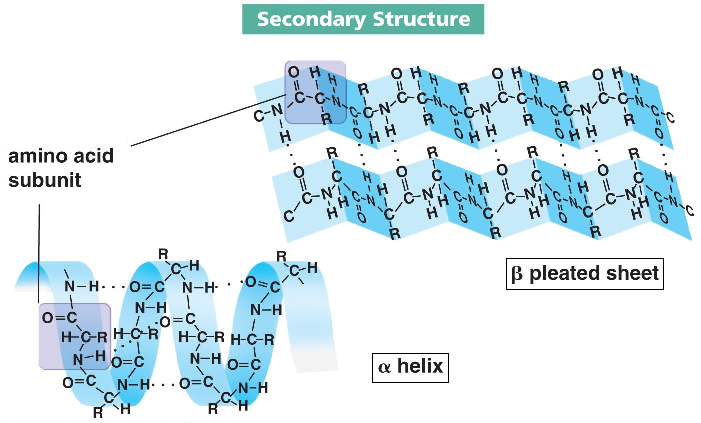 Secondary Structure
amino acid
subunit
β pleated sheet
α helix
O H H R O H H R O H H R O H H
C-N C C N C C N C C N C C N C C N C C N C C N C C
R H C O H R H C O H R H C O H R C O
H
O R H O R H O R H O R H
C C N C C N C C N C C N C C N C C N C C N C
H H C O R H H C O R H H C O R H H C O R
R R
C-H C-H
N-H O=C N-H O=C
N-H N-H
O=C O=C
H-C-R H-C-R H-C-R H-C-R
N-H O=C N-H O=C
O=C N-H O=C N-H
C C
R H R H